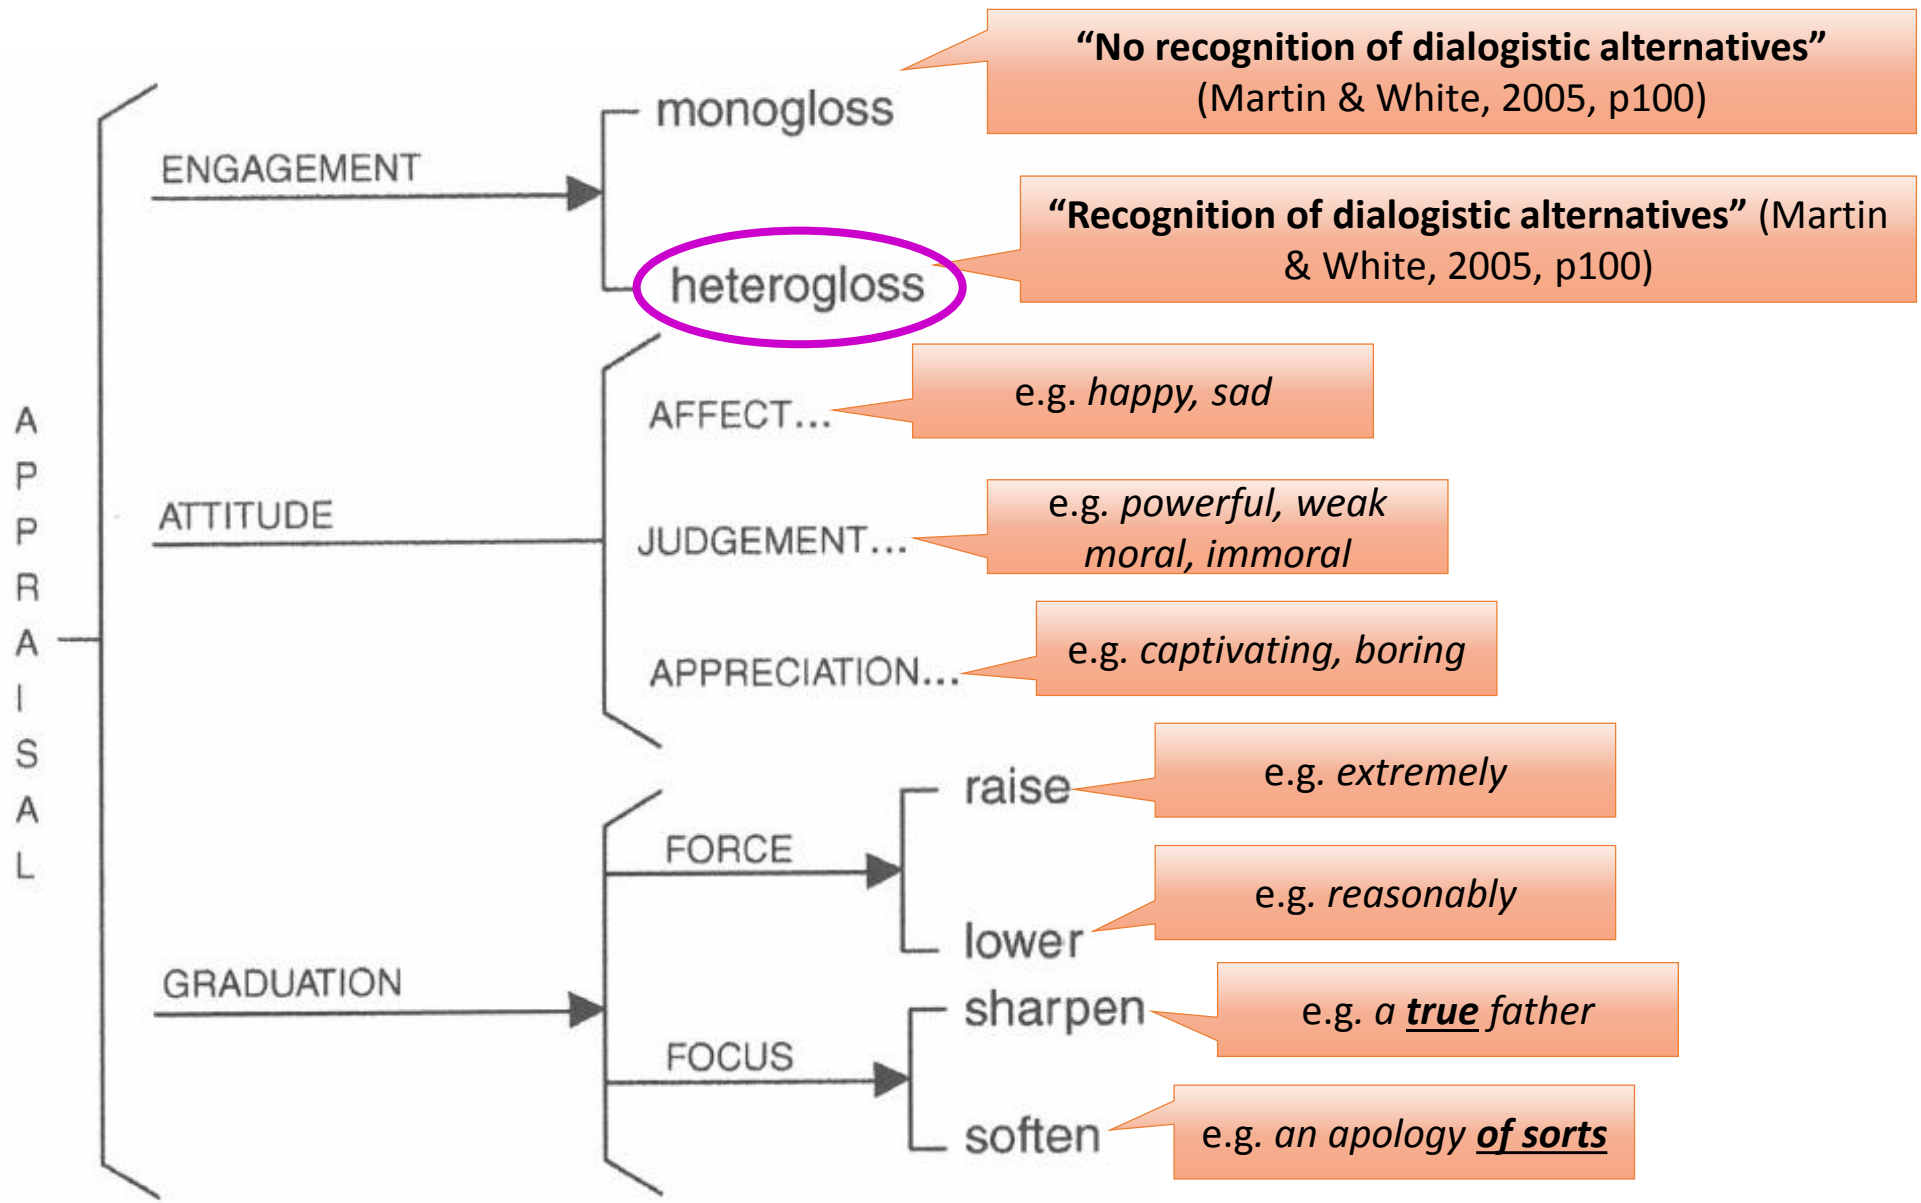 “No recognition of dialogistic alternatives”
(Martin & White, 2005, p100)
monogloss
ENGAGEMENT
“Recognition of dialogistic alternatives” (Martin
& White, 2005, p100)
heterogloss
e.g. happy, sad
AFFECT...
A
P
P
R
A
I
S
A
L
ATTITUDE
e.g. powerful, weak
moral, immoral
JUDGEMENT...
e.g. captivating, boring
APPRECIATION...
e.g. extremely
raise
FORCE
e.g. reasonably
lower
GRADUATION
sharpen
e.g. a true father
FOCUS
soften
e.g. an apology of sorts